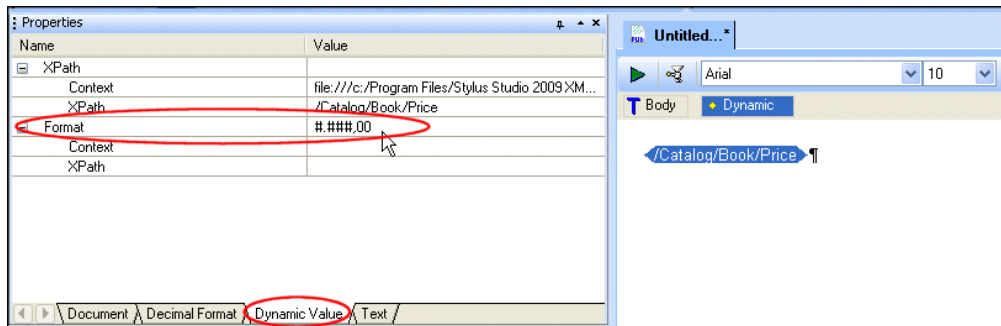 Properties
Name Value
XPath
Context file:///c:/Program Files/Stylus Studio 2009 XM...
XPath /Catalog/Book/Price
Format #.###,00
Context
XPath
Document Decimal Format Dynamic Value Text
Untitled...*
Arial 10
Body Dynamic
/Catalog/Book/Price ¶